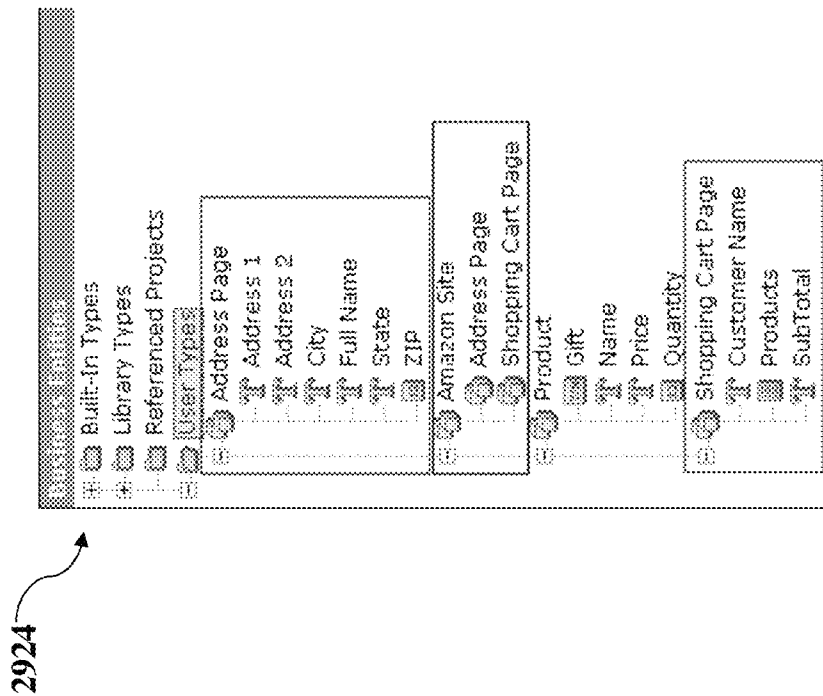 2924
Business Entities
Built-In Types
Library Types
Referenced Projects
User Types
Address Page
Address 1
Address 2
City
Full Name
State
ZIP
Amazon Site
Address Page
Shopping Cart Page
Product
Gift
Name
Price
Quantity
Shopping Cart Page
Customer Name
Products
SubTotal